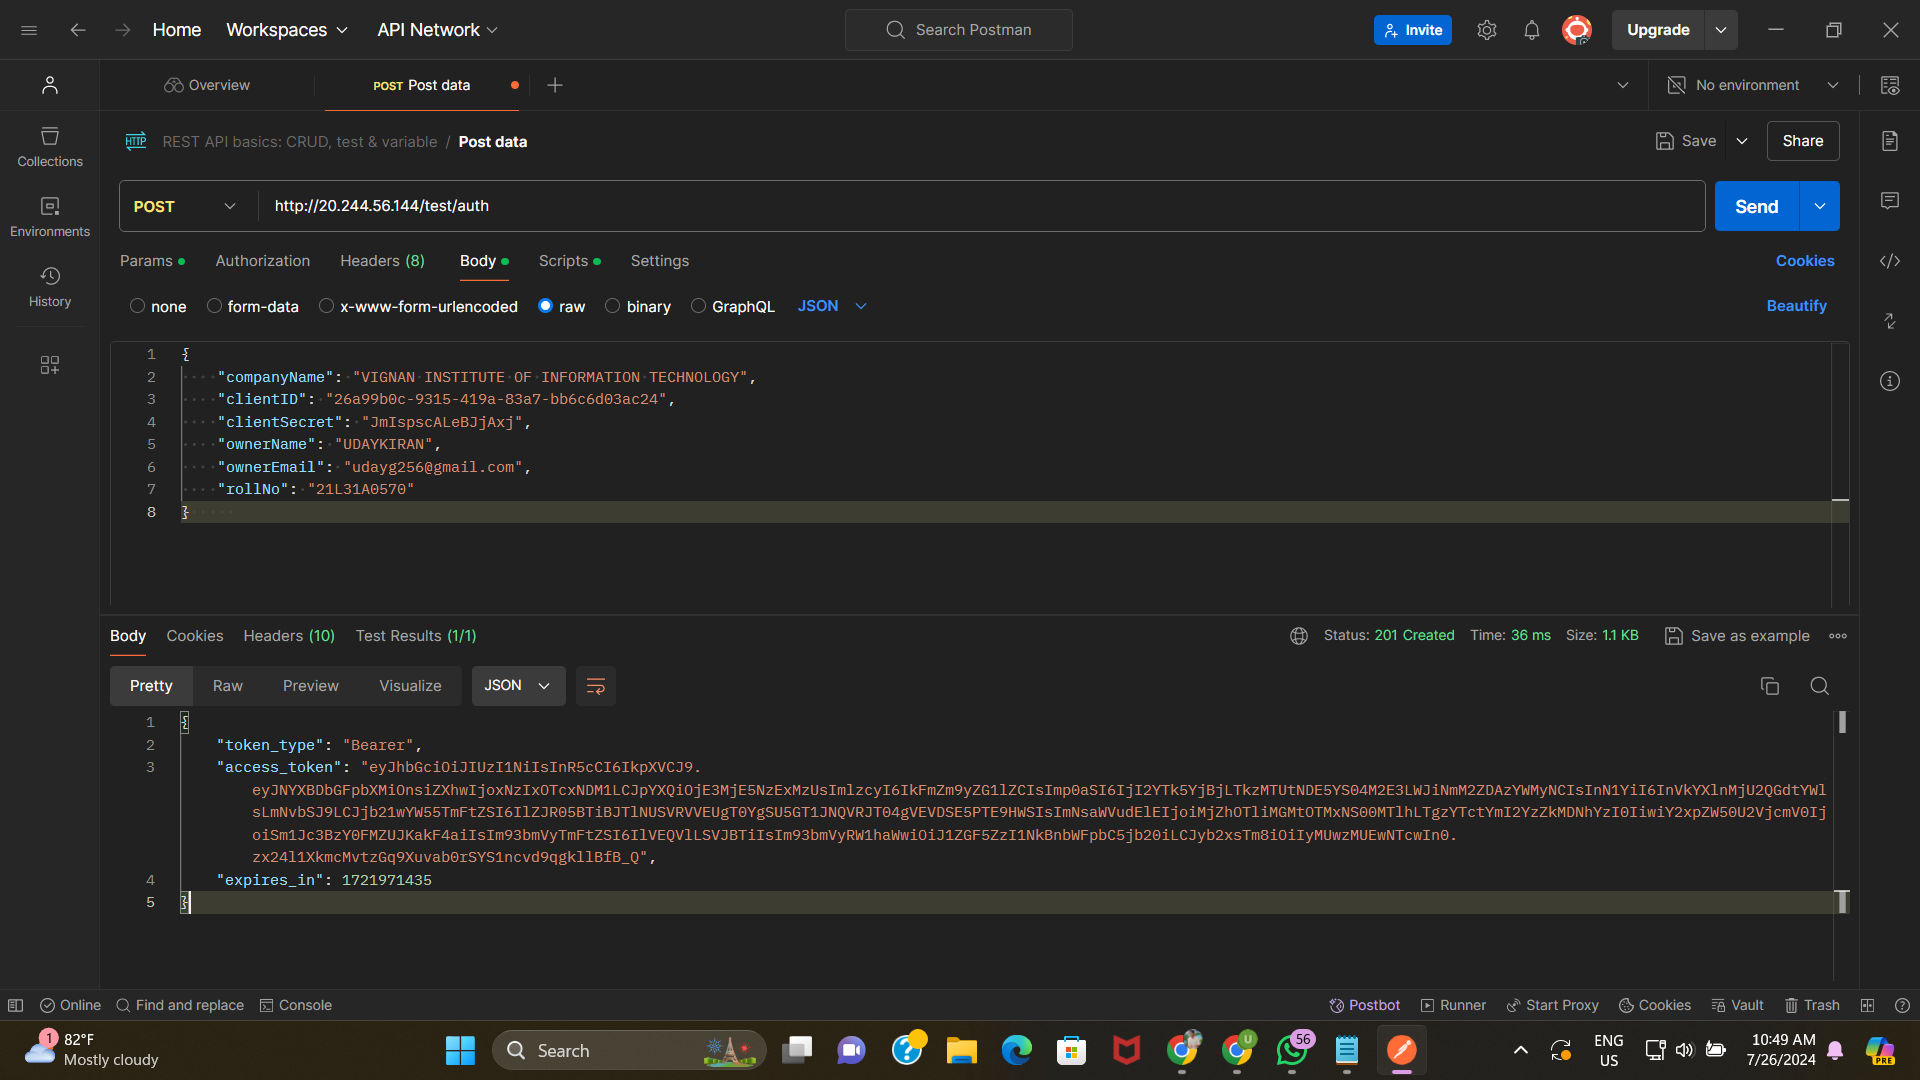 Home Workspaces API Network Search Postman Invite Upgrade
Overview POST Post data No environment
HTTP REST API basics: CRUD, test & variable / Post data Save Share
Collections
POST http://20.244.56.144/test/auth Send
Environments
Params Authorization Headers (8) Body Scripts Settings Cookies
History
none form-data x-www-form-urlencoded raw binary GraphQL JSON Beautify
1 {
2 "companyName": "VIGNAN INSTITUTE OF INFORMATION TECHNOLOGY",
3 "clientID": "26a99b0c-9315-419a-83a7-bb6c6d03ac24",
4 "clientSecret": "JmIspscALeBJjAxj",
5 "ownerName": "UDAYKIRAN",
6 "ownerEmail": "udayg256@gmail.com",
7 "rollNo": "21L31A0570"
8 }
Body Cookies Headers (10) Test Results (1/1) Status: 201 Created Time: 36 ms Size: 1.1 KB Save as example
Pretty Raw Preview Visualize JSON
1 {
2 "token_type": "Bearer",
3 "access_token": "eyJhbGciOiJIUzI1NiIsInR5cCI6IkpXVCJ9.
eyJNYXBDbGFpbXMiOnsiZXhwIjoxNzIxOTcxNDM1LCJpYXQiOjE3MjE5NzExMzUsImlzcyI6IkFmZm9yZG1lZCIsImp0aSI6IjI2YTk5YjBjLTkzMTUtNDE5YS04M2E3LWJiNmM2ZDAzYWMyNCIsInN1YiI6InVkYXlnMjU2QGdtYWl
sLmNvbSJ9LCJjb21wYW55TmFtZSI6IlZJR05BTiBJTlNUSVRVVEUgT0YgSU5GT1JNQVRJT04gVEVDSE5PTE9HWSIsImNsaWVudElEIjoiMjZhOTliMGMtOTMxNS00MTlhLTgzYTctYmI2YzZkMDNhYzI0IiwiY2xpZW50U2VjcmV0Ij
oiSm1Jc3BzY0FMZUJKakF4aiIsIm93bmVyTmFtZSI6IlVEQVlLSVJBTiIsIm93bmVyRW1haWwiOiJ1ZGF5ZzI1NkBnbWFpbC5jb20iLCJyb2xsTm8iOiIyMUwzMUEwNTcwIn0.
zx24l1XkmcMvtzGq9Xuvab0rSYS1ncvd9qgkllBfB_Q",
4 "expires_in": 1721971435
5 }
Online Find and replace Console Postbot Runner Start Proxy Cookies Vault Trash
1 82°F
Mostly cloudy
Search
U
56
ENG
US
10:49 AM
7/26/2024
PRE